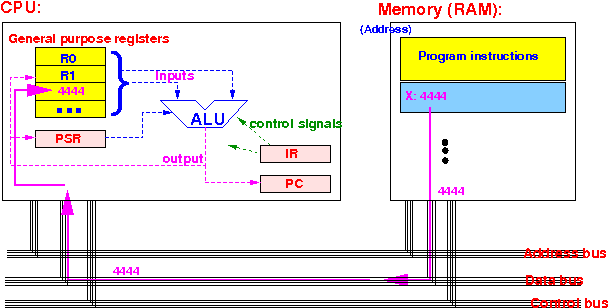 CPU:
Memory (RAM):
(Address)
General purpose registers
R0
R1
4444
Inputs
ALU
control signals
PSR
output
IR
PC
Program instructions
X: 4444
4444
Address bus
4444
Data bus
Control bus